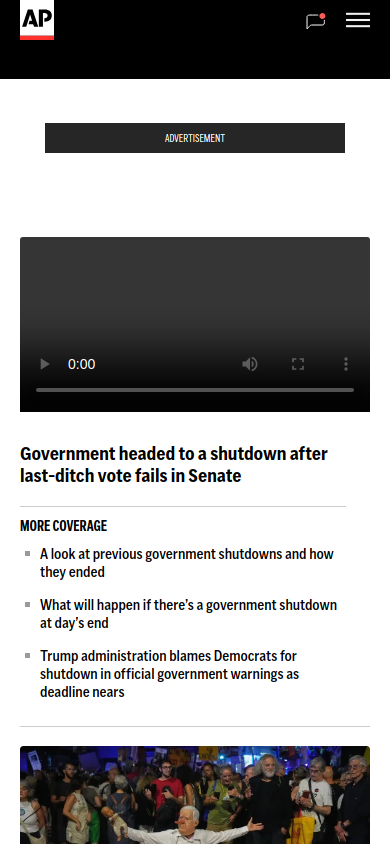 AP
ADVERTISEMENT
0:00
Government headed to a shutdown after
last-ditch vote fails in Senate
MORE COVERAGE
A look at previous government shutdowns and how
they ended
What will happen if there’s a government shutdown
at day’s end
Trump administration blames Democrats for
shutdown in official government warnings as
deadline nears